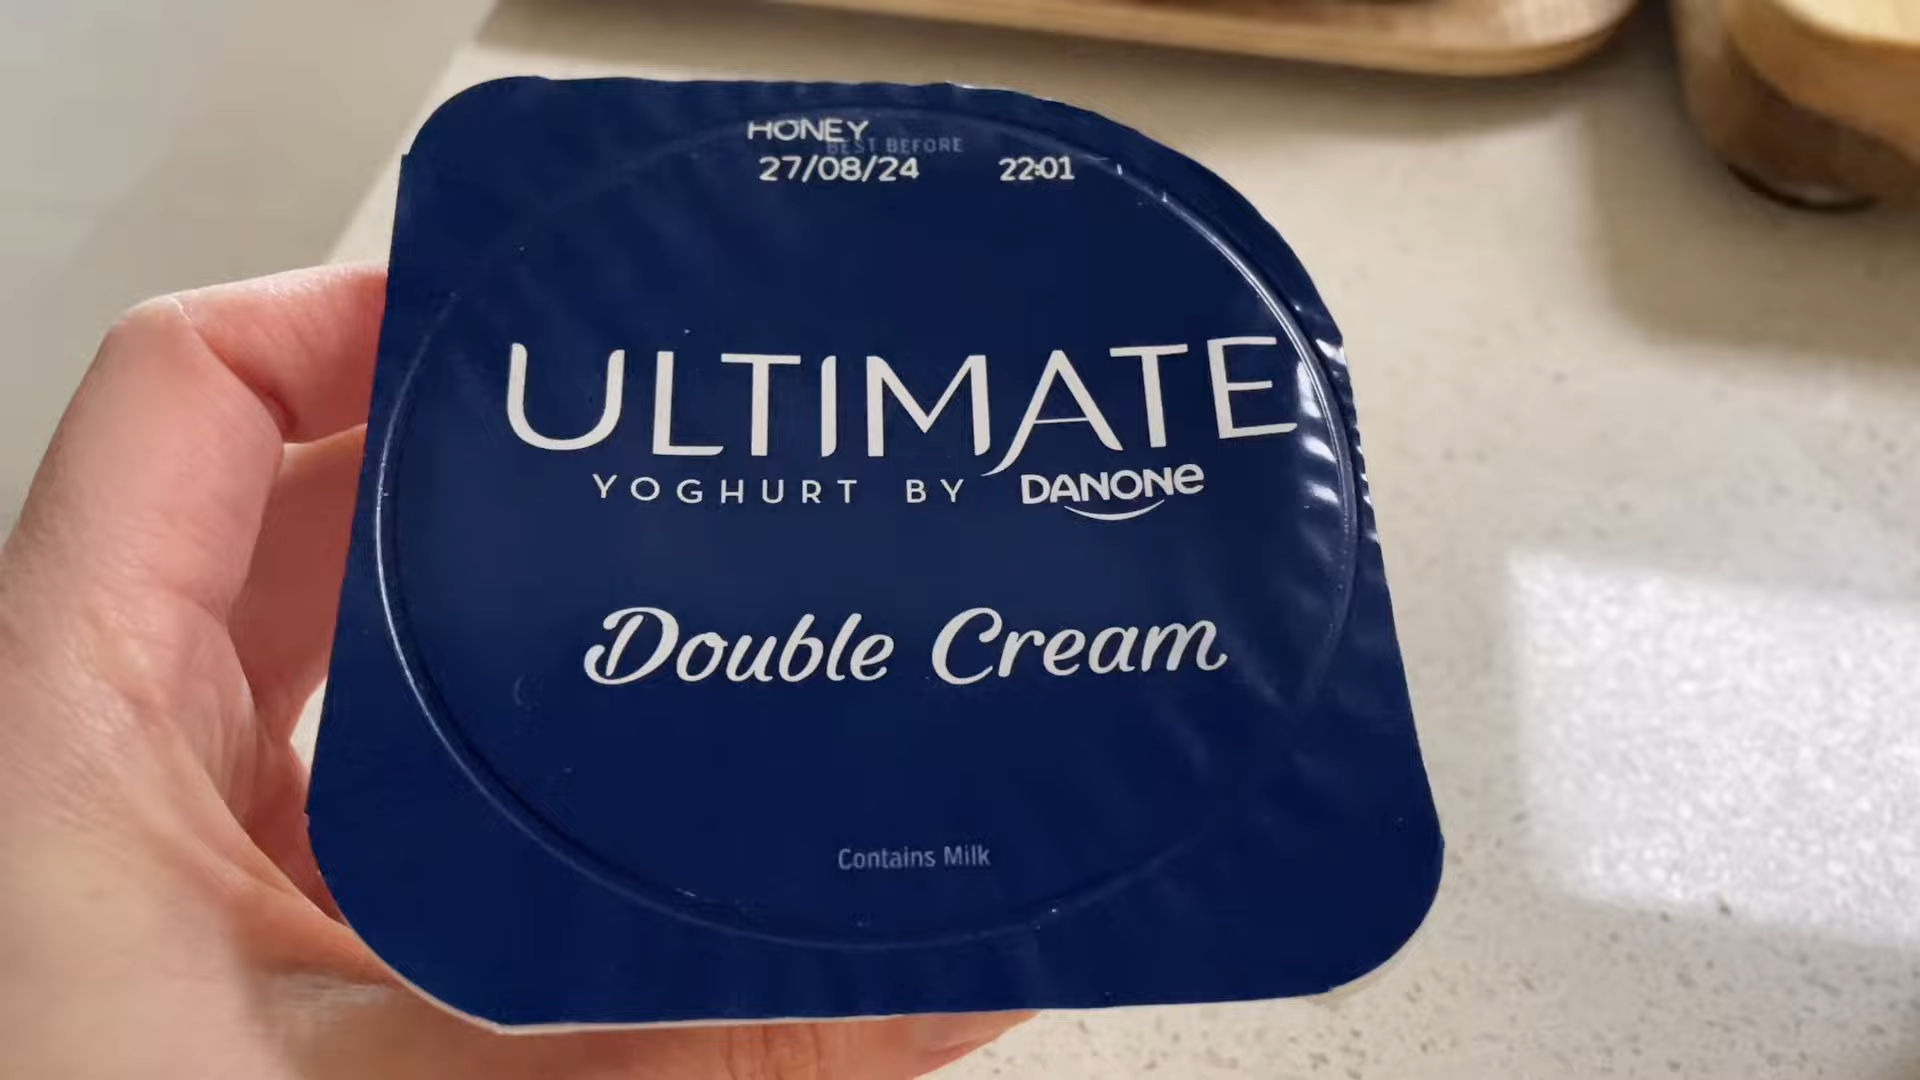 HONEY
BEST BEFORE
27/08/24 22:01
ULTIMATE
YOGHURT BY DANONE
Double Cream
Contains Milk